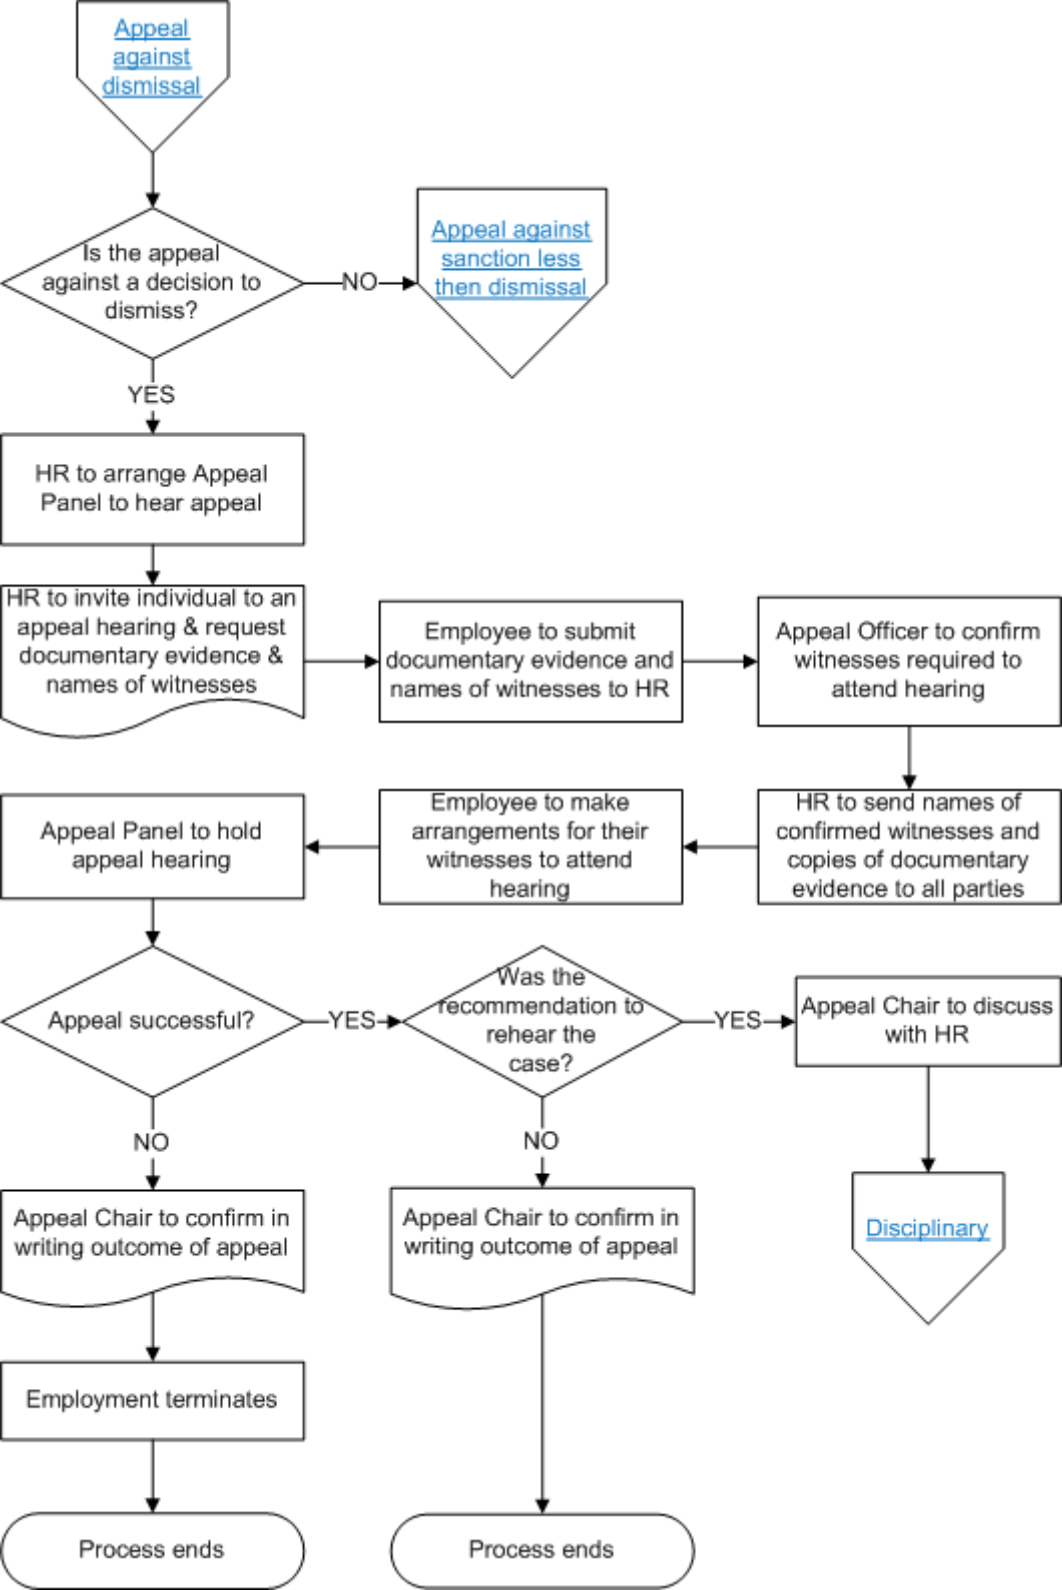 Appeal
against
dismissal
Is the appeal
against a decision to
dismiss?
NO
Appeal against
sanction less
then dismissal
YES
HR to arrange Appeal
Panel to hear appeal
HR to invite individual to an
appeal hearing & request
documentary evidence &
names of witnesses
Employee to submit
documentary evidence and
names of witnesses to HR
Appeal Officer to confirm
witnesses required to
attend hearing
HR to send names of
confirmed witnesses and
copies of documentary
evidence to all parties
Employee to make
arrangements for their
witnesses to attend
hearing
Appeal Panel to hold
appeal hearing
Appeal successful?
YES
Was the
recommendation to
rehear the
case?
YES
Appeal Chair to discuss
with HR
Disciplinary
NO
Appeal Chair to confirm in
writing outcome of appeal
Process ends
NO
Appeal Chair to confirm in
writing outcome of appeal
Employment terminates
Process ends